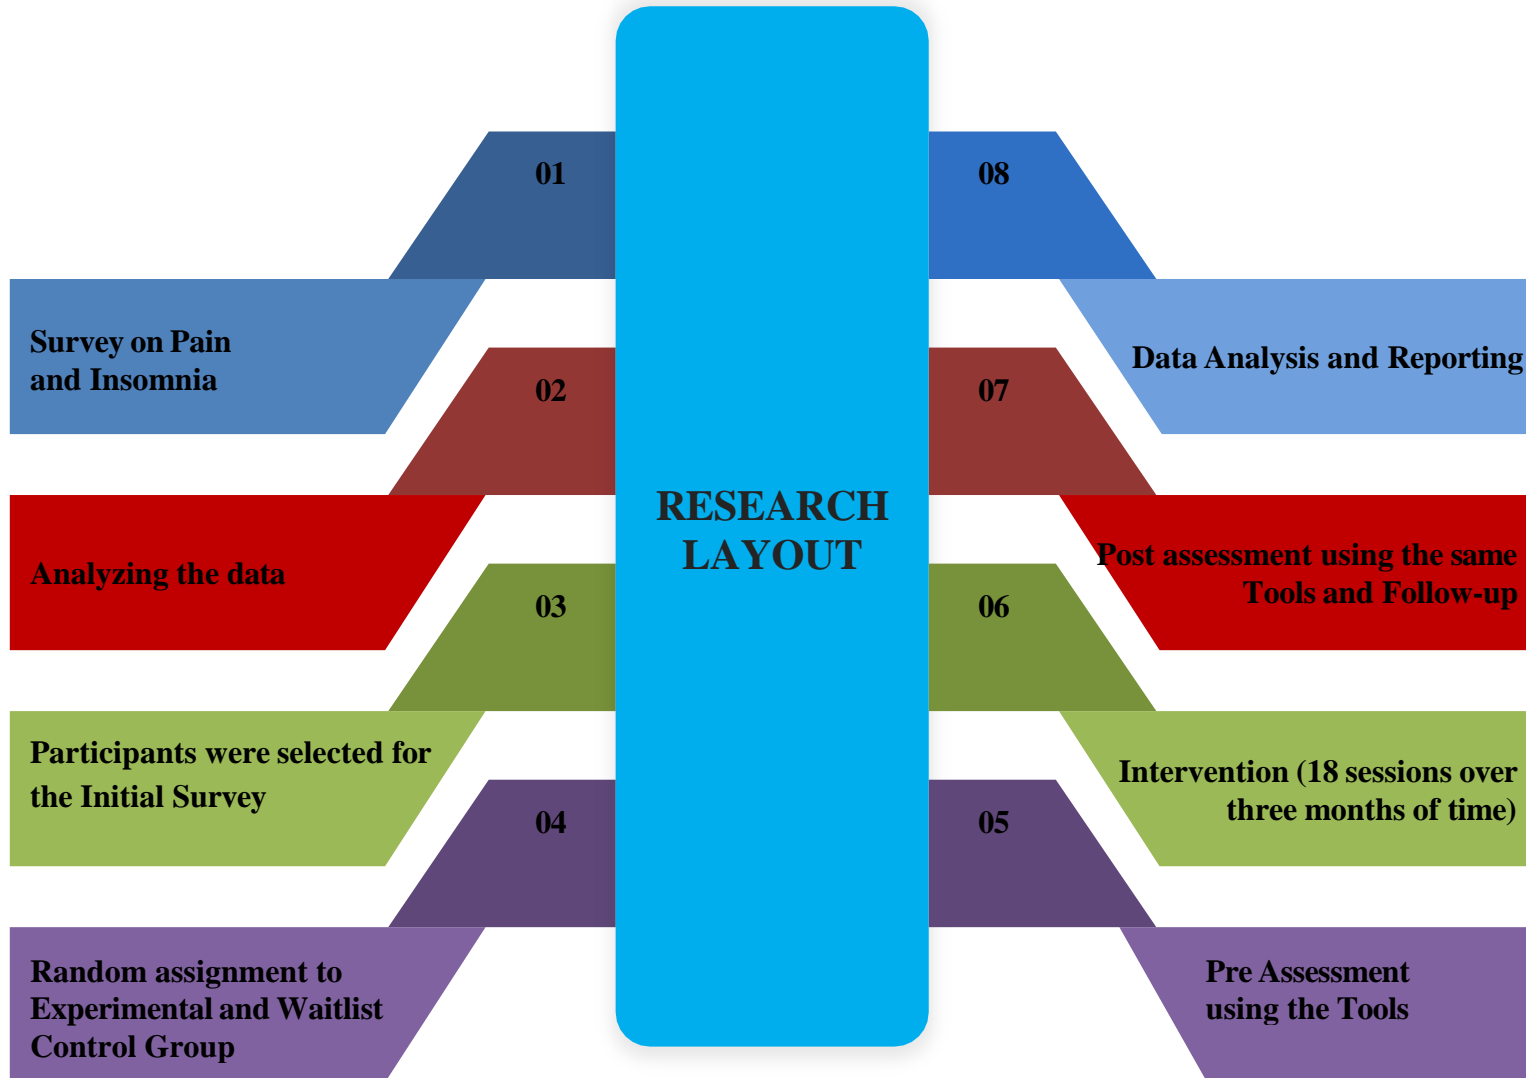 01
Survey on Pain
and Insomnia
02
Analyzing the data
03
Participants were selected for
the Initial Survey
04
Random assignment to
Experimental and Waitlist
Control Group
RESEARCH
LAYOUT
08
Data Analysis and Reporting
07
Post assessment using the same
Tools and Follow-up
06
Intervention (18 sessions over
three months of time)
05
Pre Assessment
using the Tools